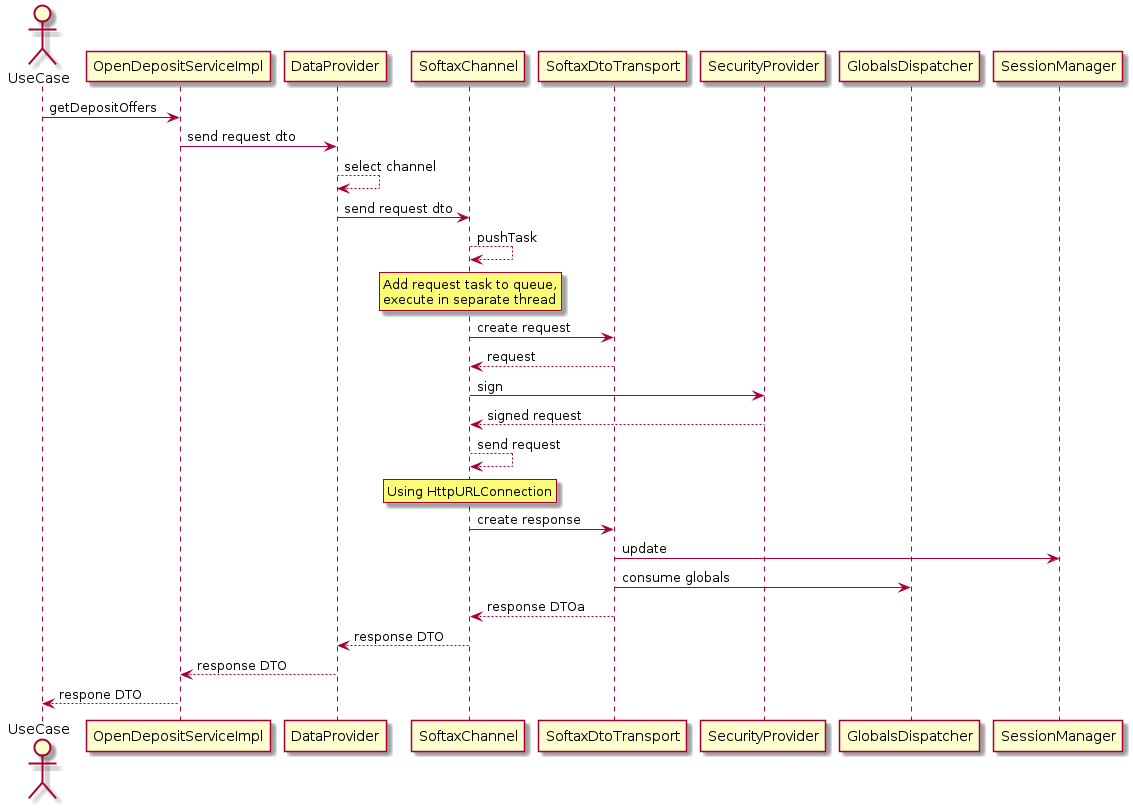 UseCase
OpenDepositServiceImpl
DataProvider
SoftaxChannel
SoftaxDtoTransport
SecurityProvider
GlobalsDispatcher
SessionManager
getDepositOffers
send request dto
select channel
send request dto
pushTask
Add request task to queue,
execute in separate thread
create request
request
sign
signed request
send request
Using HttpURLConnection
create response
update
consume globals
response DTOa
response DTO
response DTO
respone DTO
UseCase
OpenDepositServiceImpl
DataProvider
SoftaxChannel
SoftaxDtoTransport
SecurityProvider
GlobalsDispatcher
SessionManager